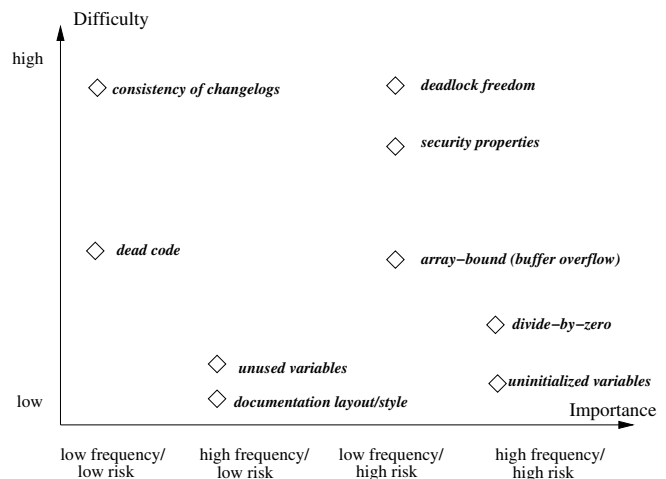 Difficulty
high
consistency of changelogs
deadlock freedom
security properties
dead code
array−bound (buffer overflow)
divide−by−zero
unused variables
uninitialized variables
low
documentation layout/style
Importance
low frequency/
low risk
high frequency/
low risk
low frequency/
high risk
high frequency/
high risk